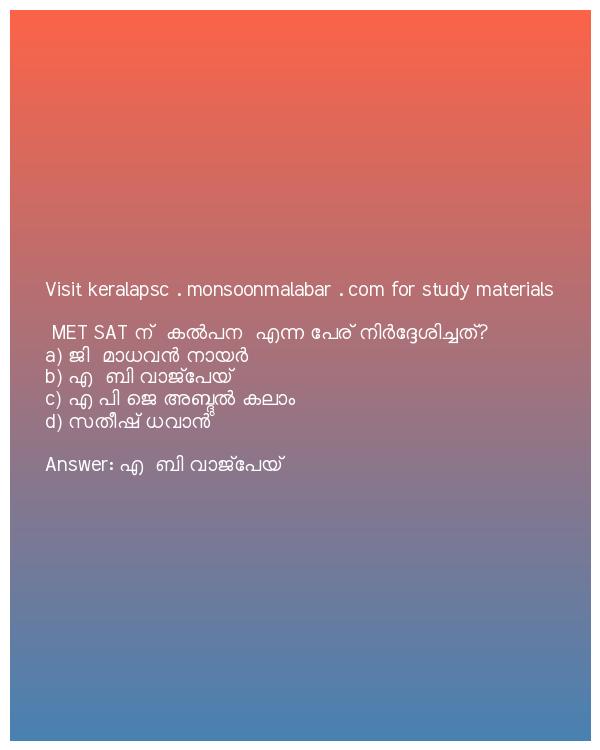 Visit keralapsc . monsoonmalabar . com for study materials
MET SAT ന് കൽപന എന്ന പേര് നിർദ്ദേശിച്ചത്?
a) ജി മാധവൻ നായർ
b) എ ബി വാജ്പേയ്
c) എ പി ജെ അബ്ദുൽ കലാം
d) സതീഷ് ധവാൻ
Answer: എ ബി വാജ്പേയ്